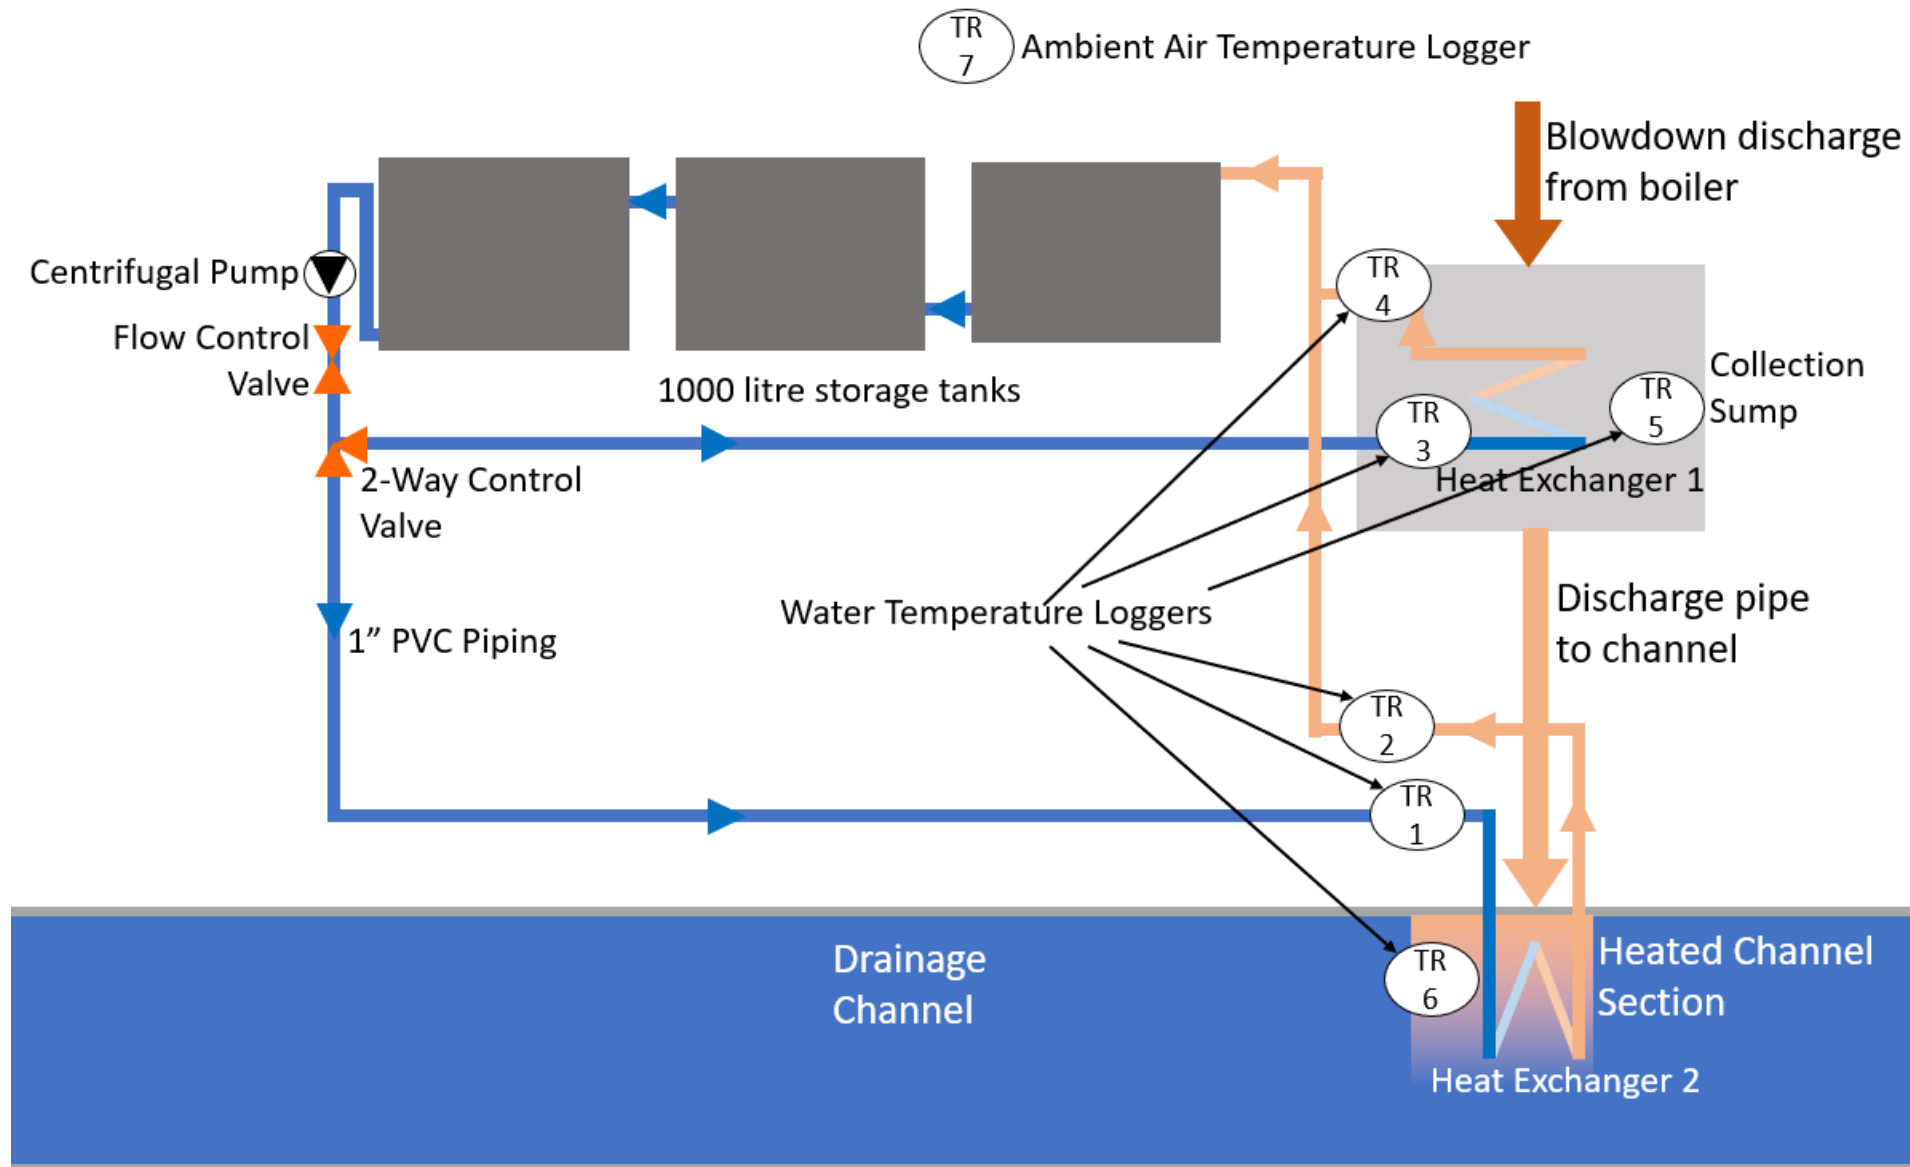 TR
7
Ambient Air Temperature Logger
Blowdown discharge
from boiler
Centrifugal Pump
TR
4
Flow Control
Valve
1000 litre storage tanks
Collection
Sump
TR
5
TR
3
2-Way Control
Valve
Heat Exchanger 1
Water Temperature Loggers
Discharge pipe
to channel
1” PVC Piping
TR
2
TR
1
Drainage
Channel
TR
6
Heated Channel
Section
Heat Exchanger 2